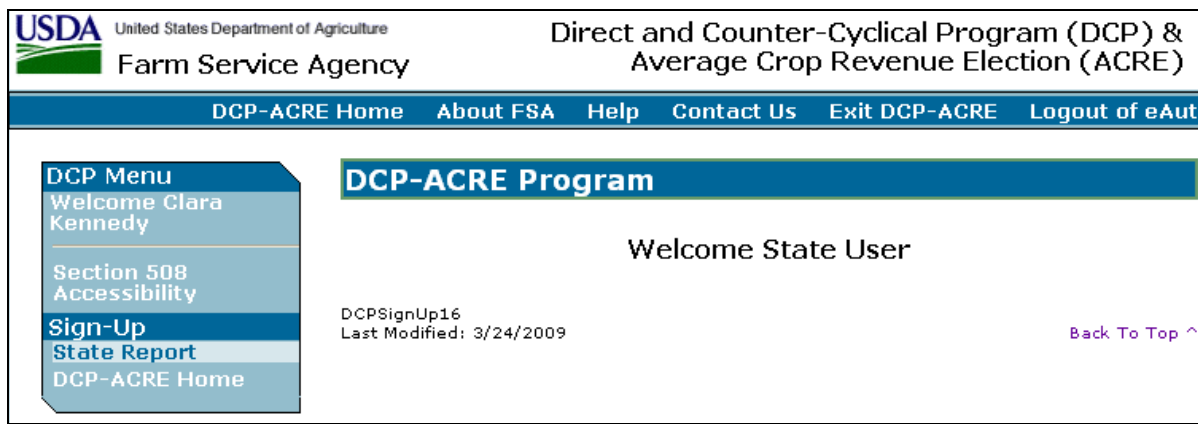 USDA United States Department of Agriculture
Farm Service Agency
Direct and Counter-Cyclical Program (DCP) &
Average Crop Revenue Election (ACRE)
DCP-ACRE Home About FSA Help Contact Us Exit DCP-ACRE Logout of eAut
DCP Menu
Welcome Clara
Kennedy
Section 508
Accessibility
Sign-Up
State Report
DCP-ACRE Home
DCP-ACRE Program
Welcome State User
DCPSignUp16
Last Modified: 3/24/2009
Back To Top ^